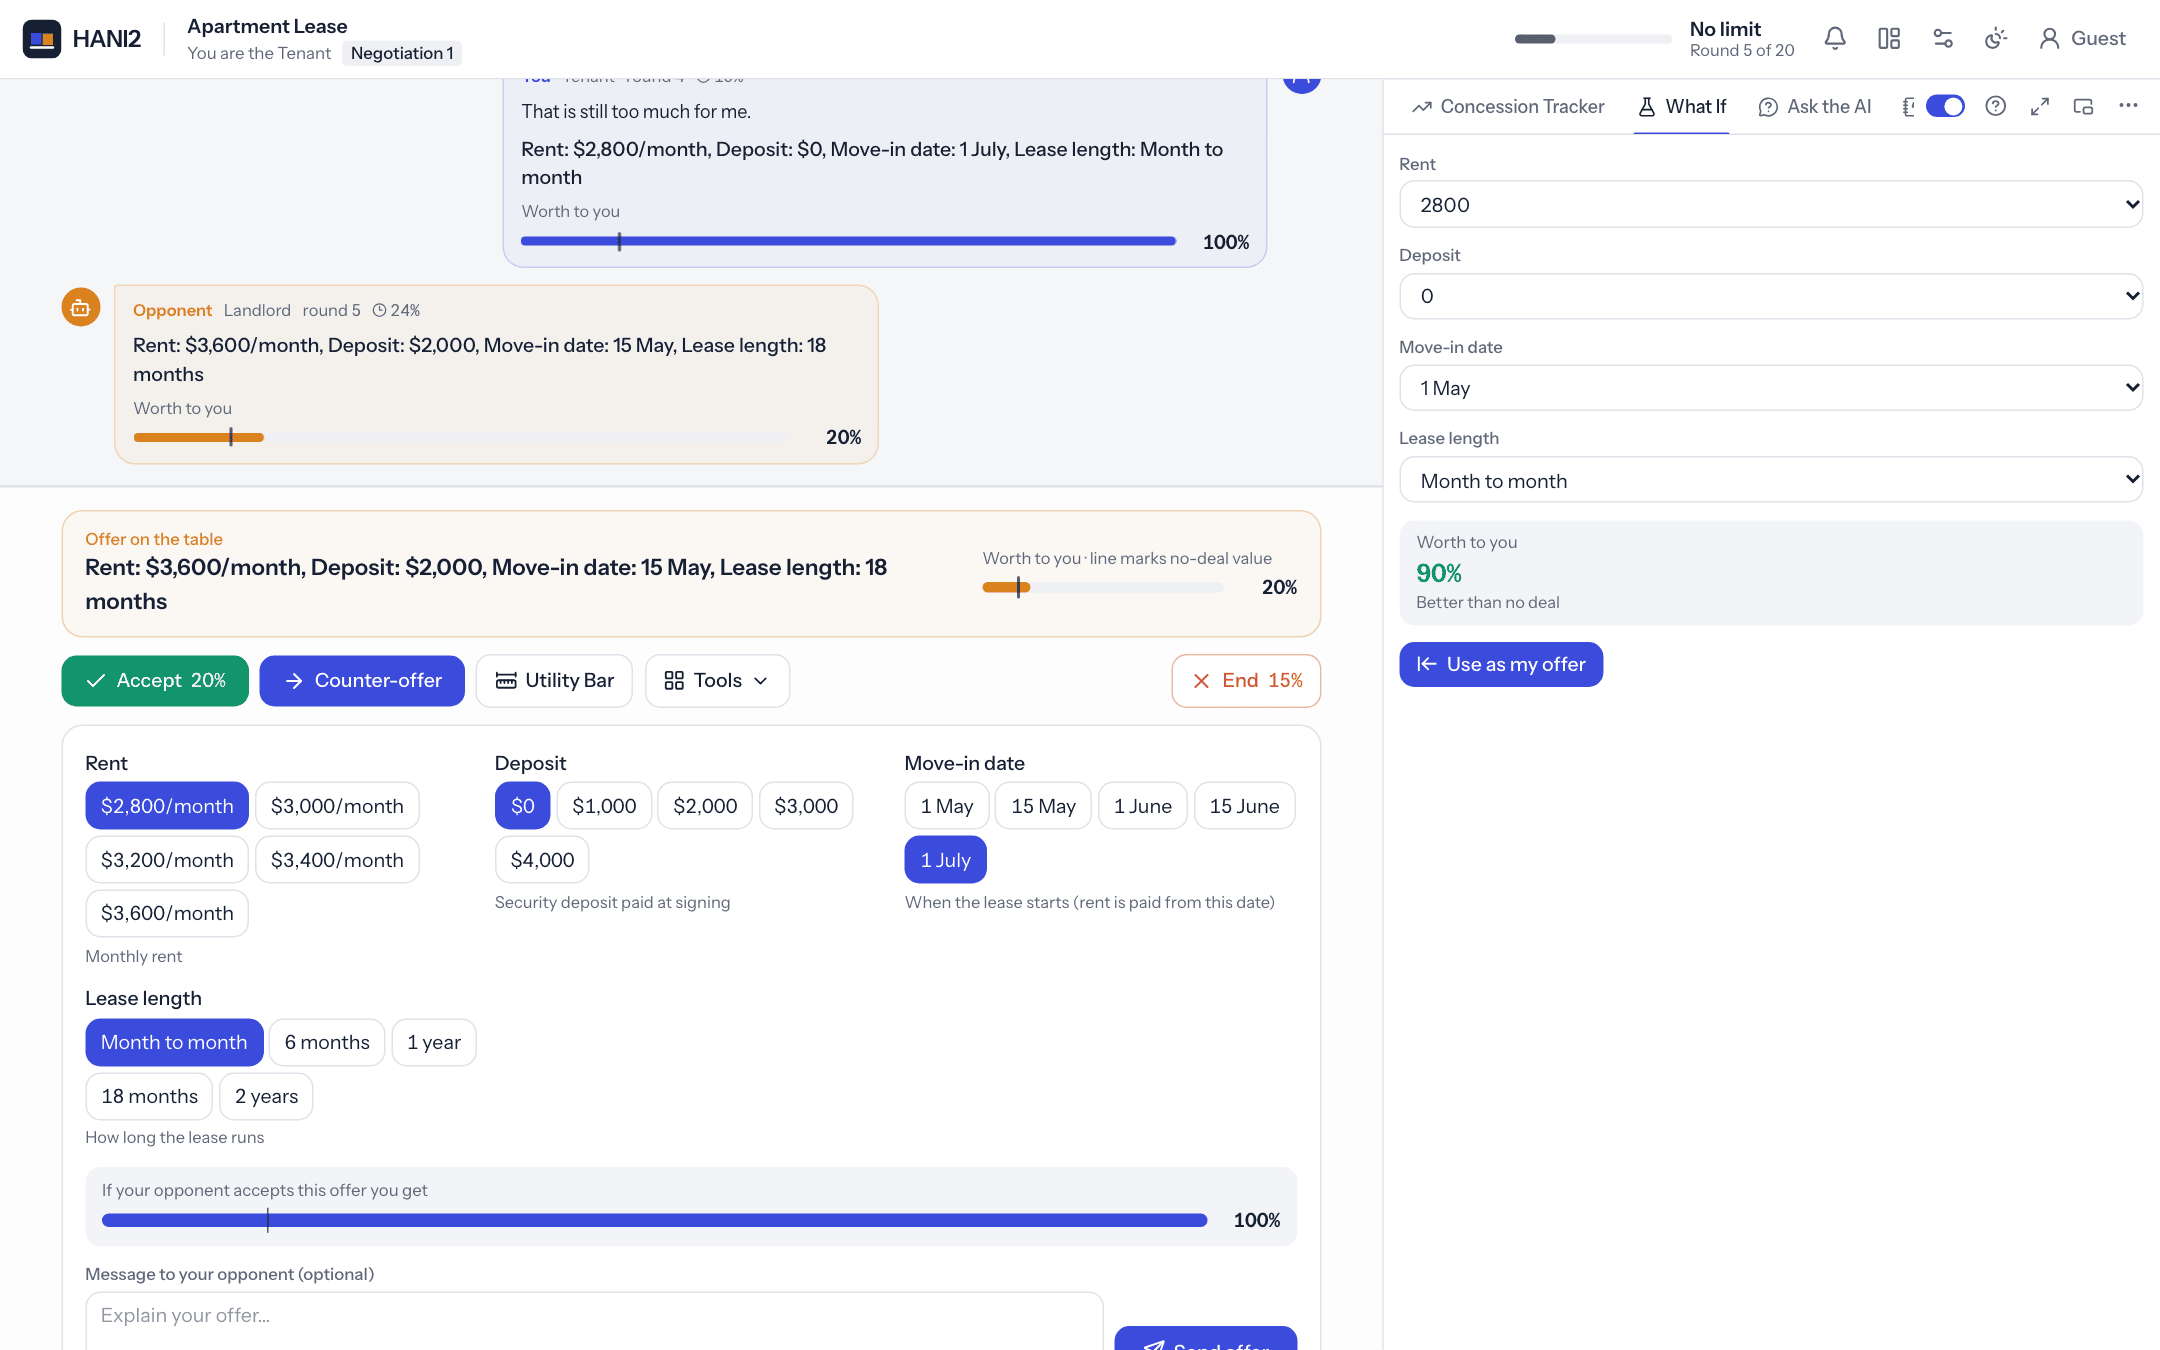 HANI2
Apartment Lease
You are the Tenant Negotiation 1
No limit
Round 5 of 20
Guest
You Tenant round 4 15%
That is still too much for me.
Rent: $2,800/month, Deposit: $0, Move-in date: 1 July, Lease length: Month to
month
Worth to you
100%
Opponent Landlord round 5 24%
Rent: $3,600/month, Deposit: $2,000, Move-in date: 15 May, Lease length: 18
months
Worth to you
20%
Offer on the table
Rent: $3,600/month, Deposit: $2,000, Move-in date: 15 May, Lease length: 18
months
Worth to you · line marks no-deal value
20%
Accept 20%
Counter-offer
Utility Bar
Tools
End 15%
Rent
$2,800/month $3,000/month
$3,200/month $3,400/month
$3,600/month
Monthly rent
Deposit
$0 $1,000 $2,000 $3,000
$4,000
Security deposit paid at signing
Move-in date
1 May 15 May 1 June 15 June
1 July
When the lease starts (rent is paid from this date)
Lease length
Month to month 6 months 1 year
18 months 2 years
How long the lease runs
If your opponent accepts this offer you get
100%
Message to your opponent (optional)
Explain your offer...
Send offer
Concession Tracker
What If
Ask the AI
Rent
2800
Deposit
0
Move-in date
1 May
Lease length
Month to month
Worth to you
90%
Better than no deal
Use as my offer